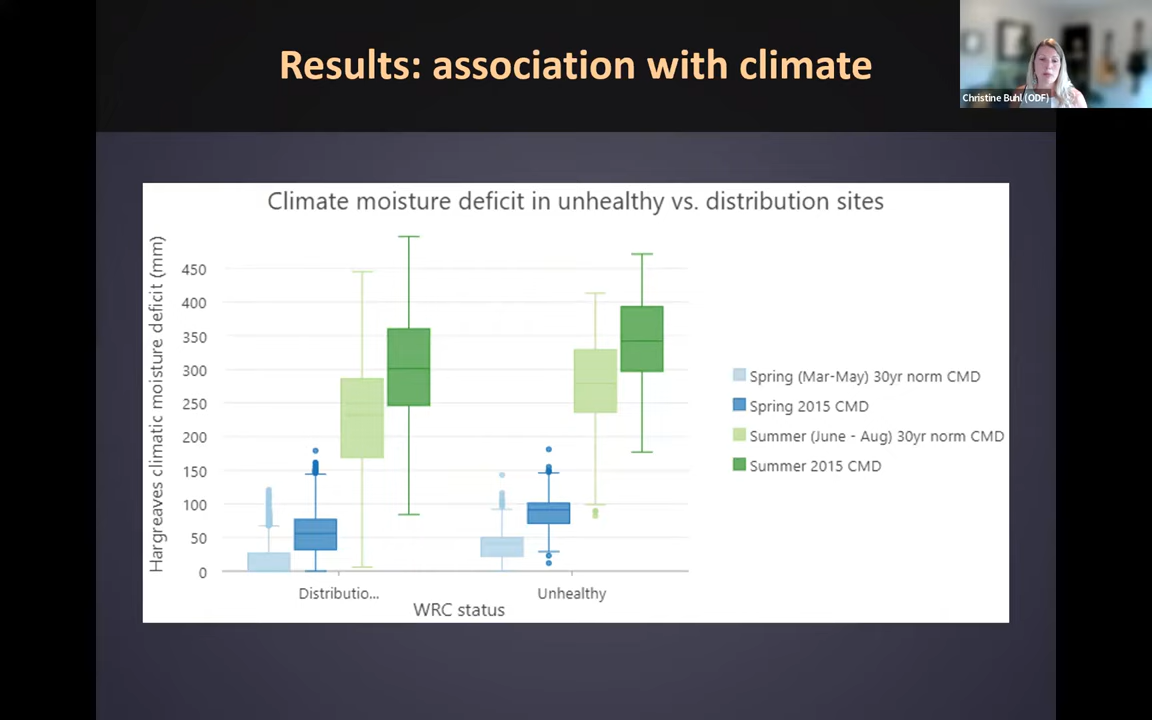 Results: association with climate
Christine Buhl (ODF)
Climate moisture deficit in unhealthy vs. distribution sites
Hargreaves climatic moisture deficit (mm)
450
400
350
300
250
200
150
100
50
0
Distributio...
Unhealthy
WRC status
Spring (Mar-May) 30yr norm CMD
Spring 2015 CMD
Summer (June - Aug) 30yr norm CMD
Summer 2015 CMD